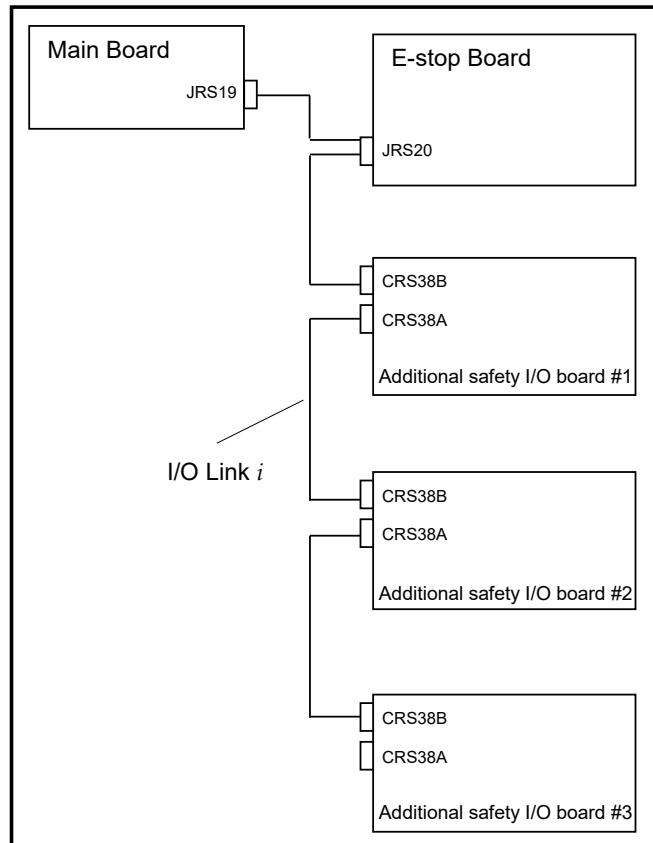 Main Board
JRS19
E-stop Board
JRS20
CRS38B
CRS38A
Additional safety I/O board #1
I/O Link i
CRS38B
CRS38A
Additional safety I/O board #2
CRS38B
CRS38A
Additional safety I/O board #3